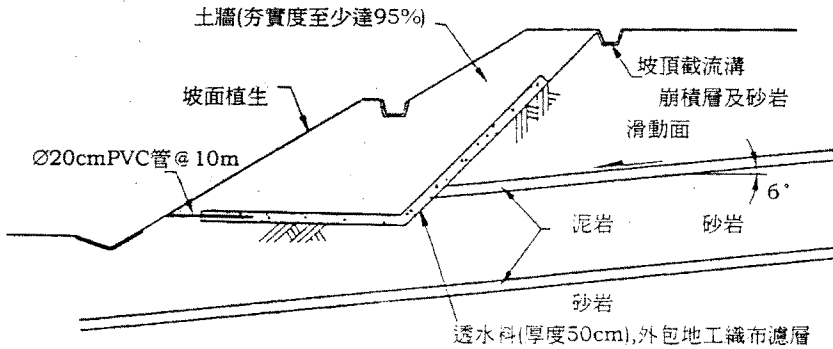 土牆(夯實度至少達95%)
坡頂截流溝
崩積層及砂岩
坡面植生
滑動面
Ø20cmPVC管@10m
6°
泥岩
砂岩
砂岩
透水料(厚度50cm),外包地工織布濾層